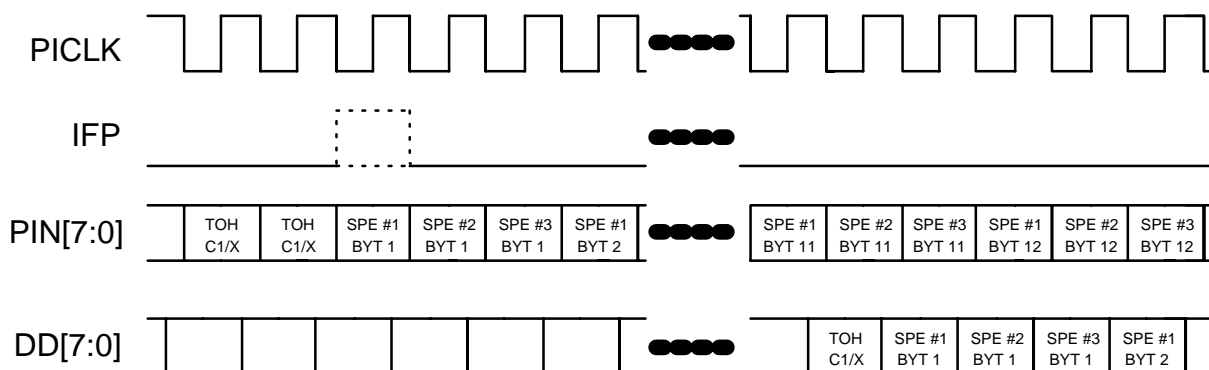 PICLK
IFP
PIN[7:0]
TOH TOH SPE #1 SPE #2 SPE #3 SPE #1 SPE #1 SPE #2 SPE #3 SPE #1 SPE #2 SPE #3
C1/X C1/X BYT 1 BYT 1 BYT 1 BYT 2 BYT 11 BYT 11 BYT 11 BYT 12 BYT 12 BYT 12
DD[7:0]
TOH SPE #1 SPE #2 SPE #3 SPE #1
C1/X BYT 1 BYT 1 BYT 1 BYT 2